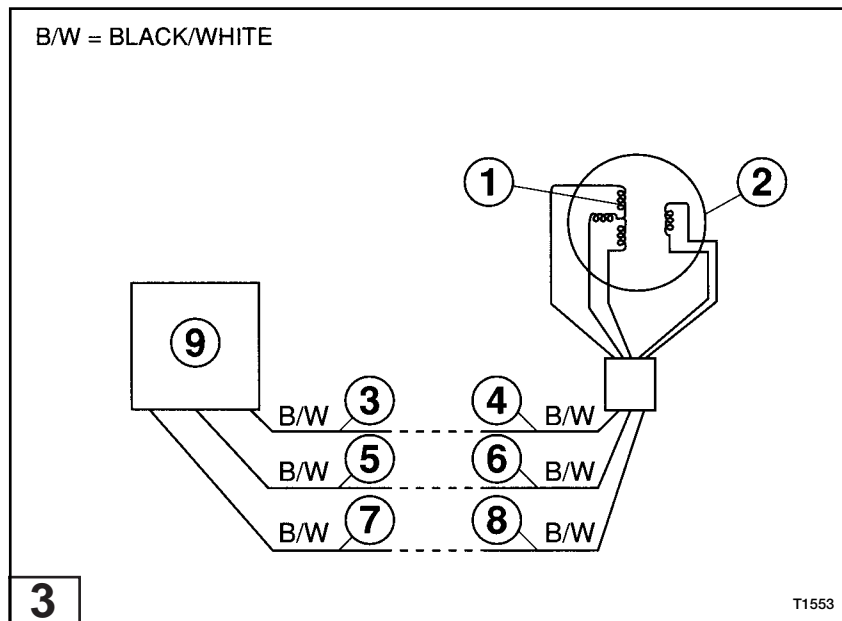 B/W = BLACK/WHITE
1
2
9
B/W 3 4 B/W
B/W 5 6 B/W
B/W 7 8 B/W
3
T1553